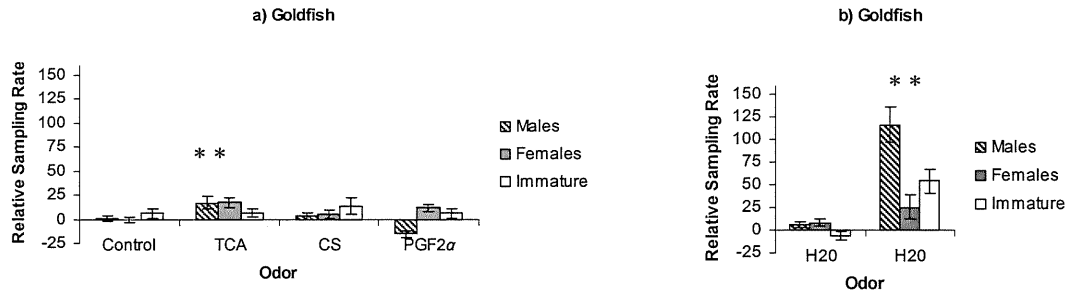 a) Goldfish
Relative Sampling Rate
150
125
100
75
50
25
0
-25
* *
Control TCA CS PGF2α
Odor
Males
Females
Immature
b) Goldfish
Relative Sampling Rate
150
125
100
75
50
25
0
-25
* *
H20 H20
Odor
Males
Females
Immature